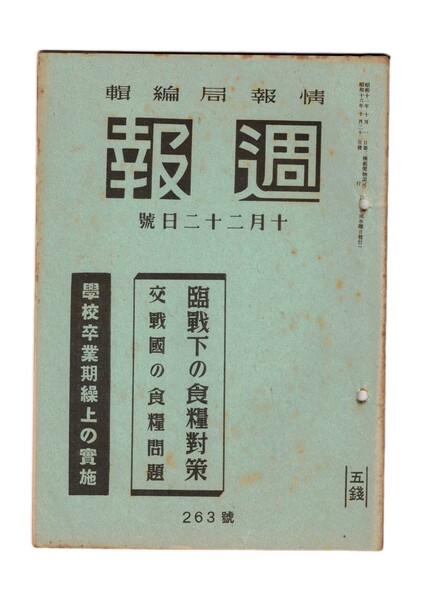 情報局編輯
週報
十月二十二日號
臨戰下の食糧對策
交戰國の食糧問題
學校卒業期繰上の實施
五錢
263號